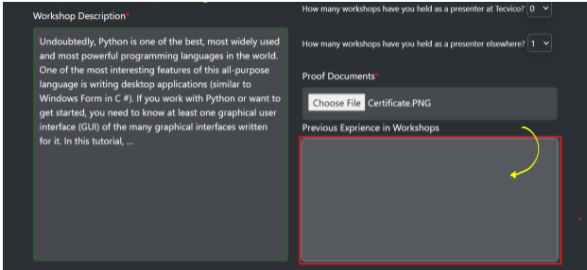 Workshop Description*
Undoubtedly, Python is one of the best, most widely used
and most powerful programming languages in the world.
One of the most interesting features of this all-purpose
language is writing desktop applications (similar to
Windows Form in C #). If you work with Python or want to
get started, you need to know at least one graphical user
interface (GUI) of the many graphical interfaces written
for it. In this tutorial, ...
How many workshops have you held as a presenter at Tecvico? 0
How many workshops have you held as a presenter elsewhere? 1
Proof Documents*
Choose File Certificate.PNG
Previous Exprience in Workshops